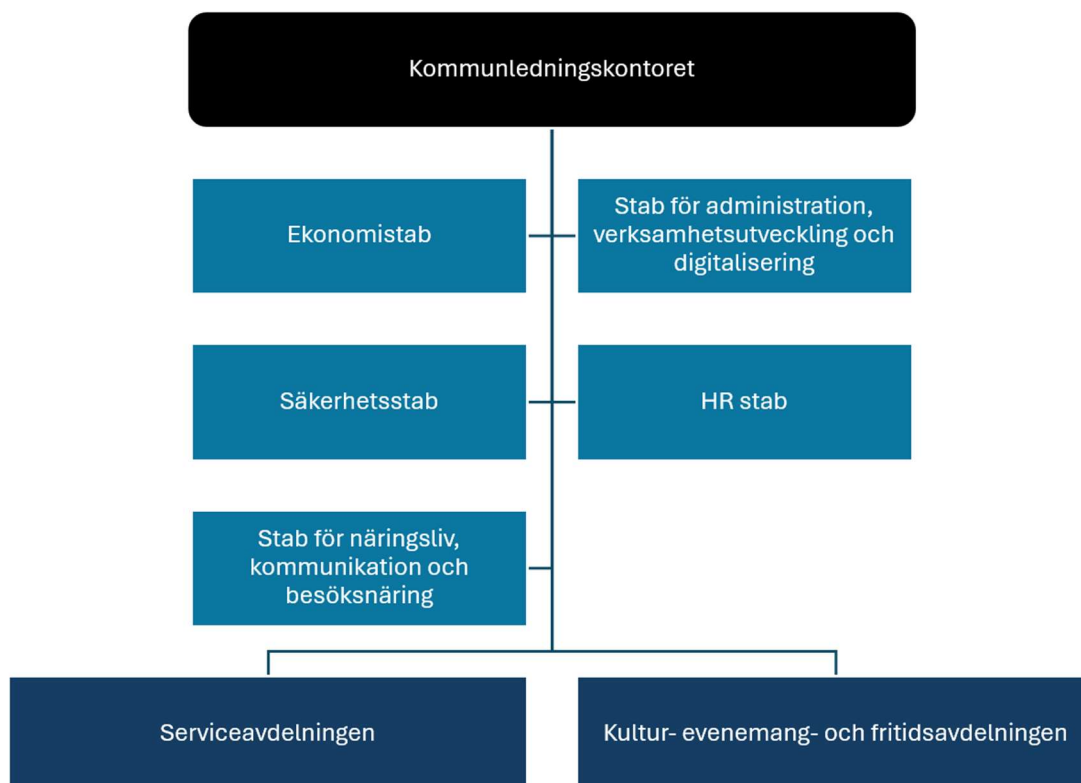 Kommunledningskontoret
Ekonomistab
Stab för administration,
verksamhetsutveckling och
digitalisering
Säkerhetsstab
HR stab
Stab för näringsliv,
kommunikation och
besöksnäring
Serviceavdelningen
Kultur- evenemang- och fritidsavdelningen